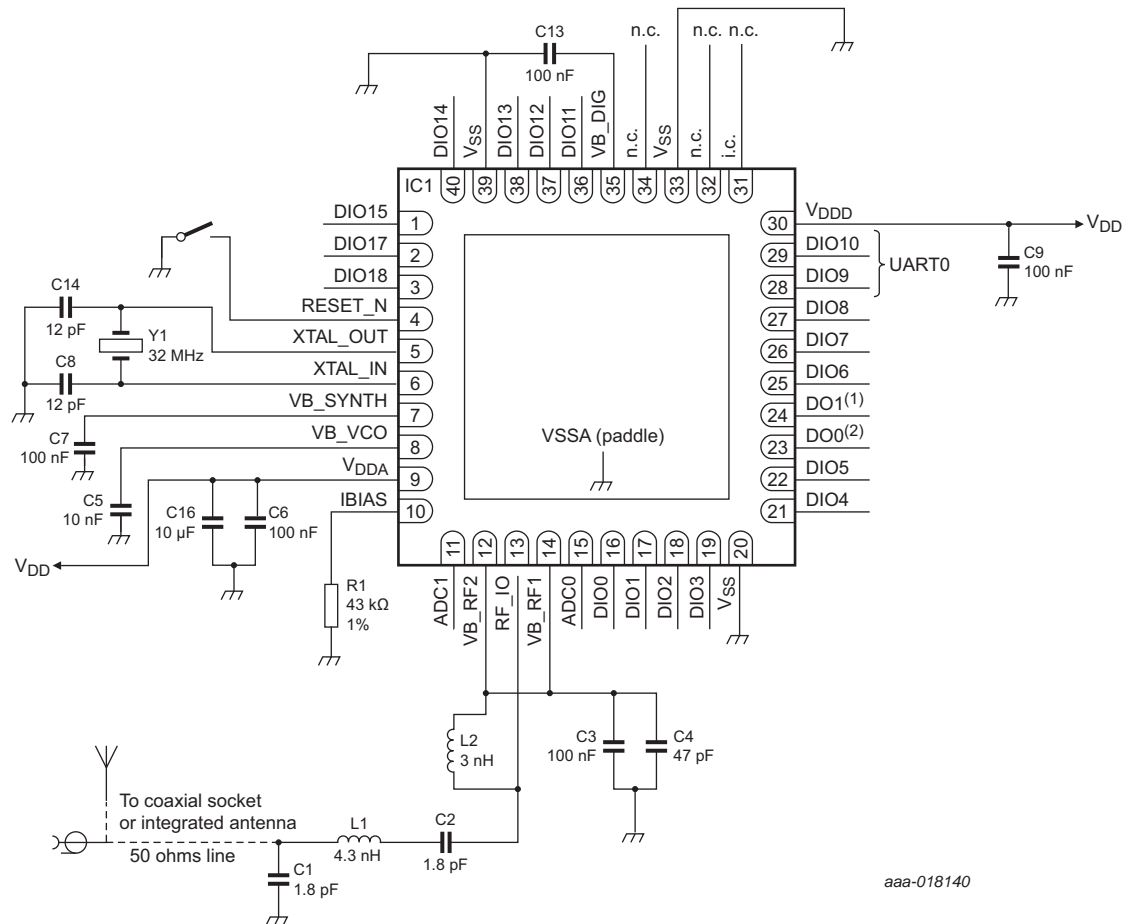 C13
100 nF
n.c.
n.c.
n.c.
DIO14
VSS
DIO13
DIO12
DIO11
VB_DIG
n.c.
VSS
n.c.
i.c.
IC1
40
39
38
37
36
35
34
33
32
31
DIO15
1
DIO17
2
DIO18
3
RESET_N
4
XTAL_OUT
5
XTAL_IN
6
VB_SYNTH
7
VB_VCO
8
VDDA
9
IBIAS
10
C14
12 pF
Y1
32 MHz
C8
12 pF
C7
100 nF
C5
10 nF
C16
10 µF
C6
100 nF
VDD
R1
43 kΩ
1%
VSSA (paddle)
30
VDDD
VDD
29
DIO10
28
DIO9
UART0
C9
100 nF
27
DIO8
26
DIO7
25
DIO6
24
DO1(1)
23
DO0(2)
22
DIO5
21
DIO4
11
12
13
14
15
16
17
18
19
20
ADC1
VB_RF2
RF_IO
VB_RF1
ADC0
DIO0
DIO1
DIO2
DIO3
VSS
L2
3 nH
C3
100 nF
C4
47 pF
To coaxial socket
or integrated antenna
50 ohms line
L1
4.3 nH
C2
1.8 pF
C1
1.8 pF
aaa-018140